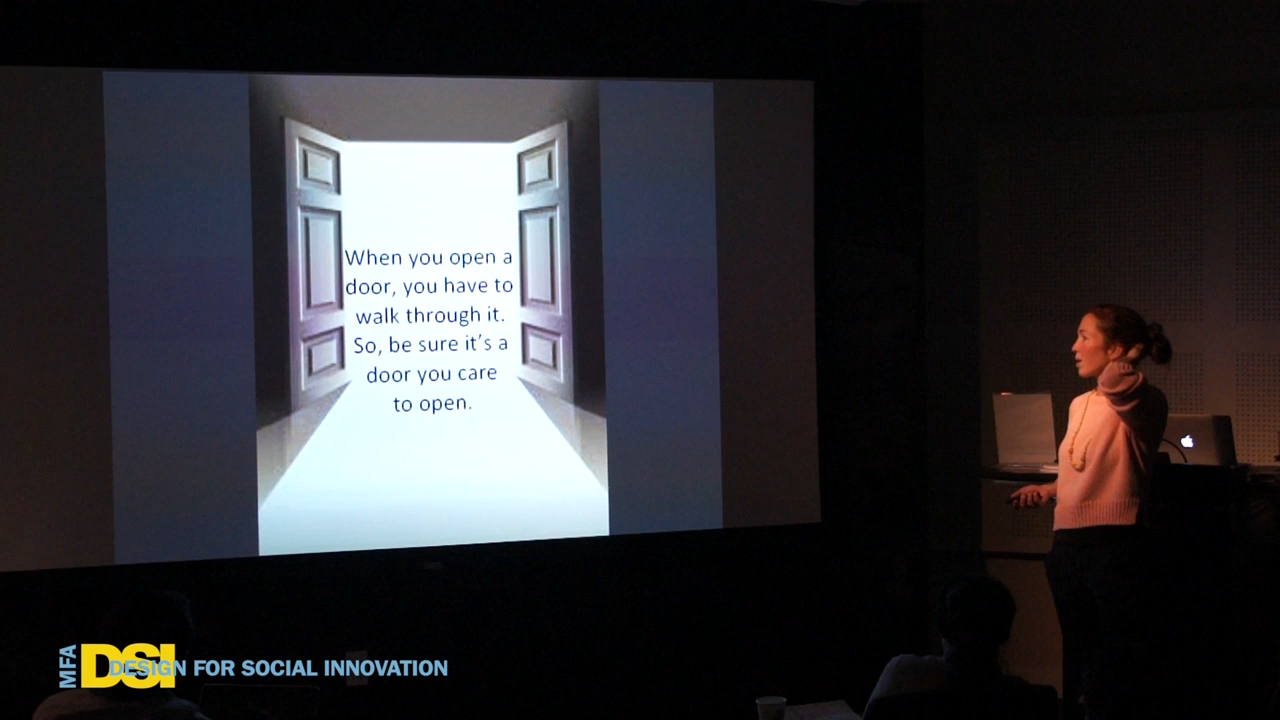 When you open a
door, you have to
walk through it.
So, be sure it's a
door you care
to open.
MFA
DSI
DESIGN FOR SOCIAL INNOVATION